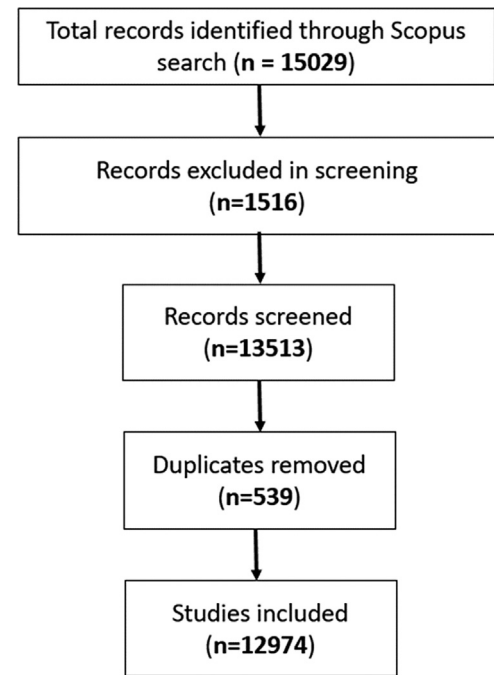 Total records identified through Scopus
search (n = 15029)
Records excluded in screening
(n=1516)
Records screened
(n=13513)
Duplicates removed
(n=539)
Studies included
(n=12974)